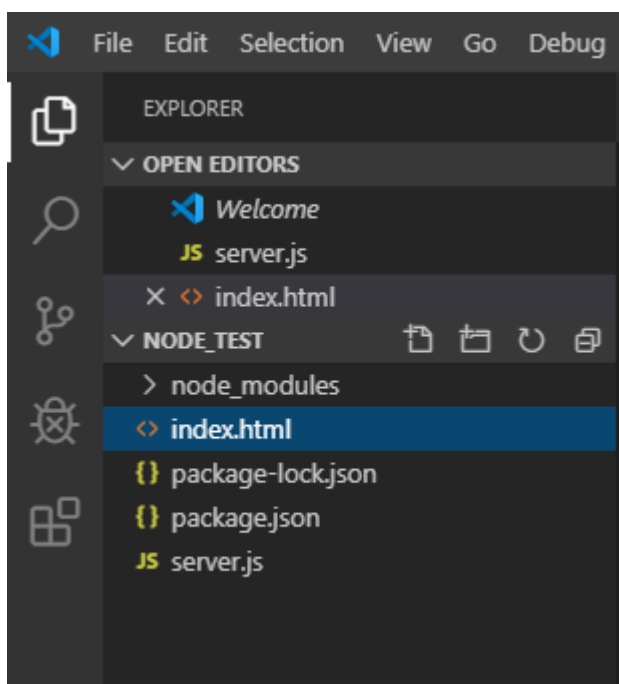 File Edit Selection View Go Debug
EXPLORER
OPEN EDITORS
Welcome
JS server.js
index.html
NODE_TEST
node_modules
index.html
{} package-lock.json
{} package.json
JS server.js